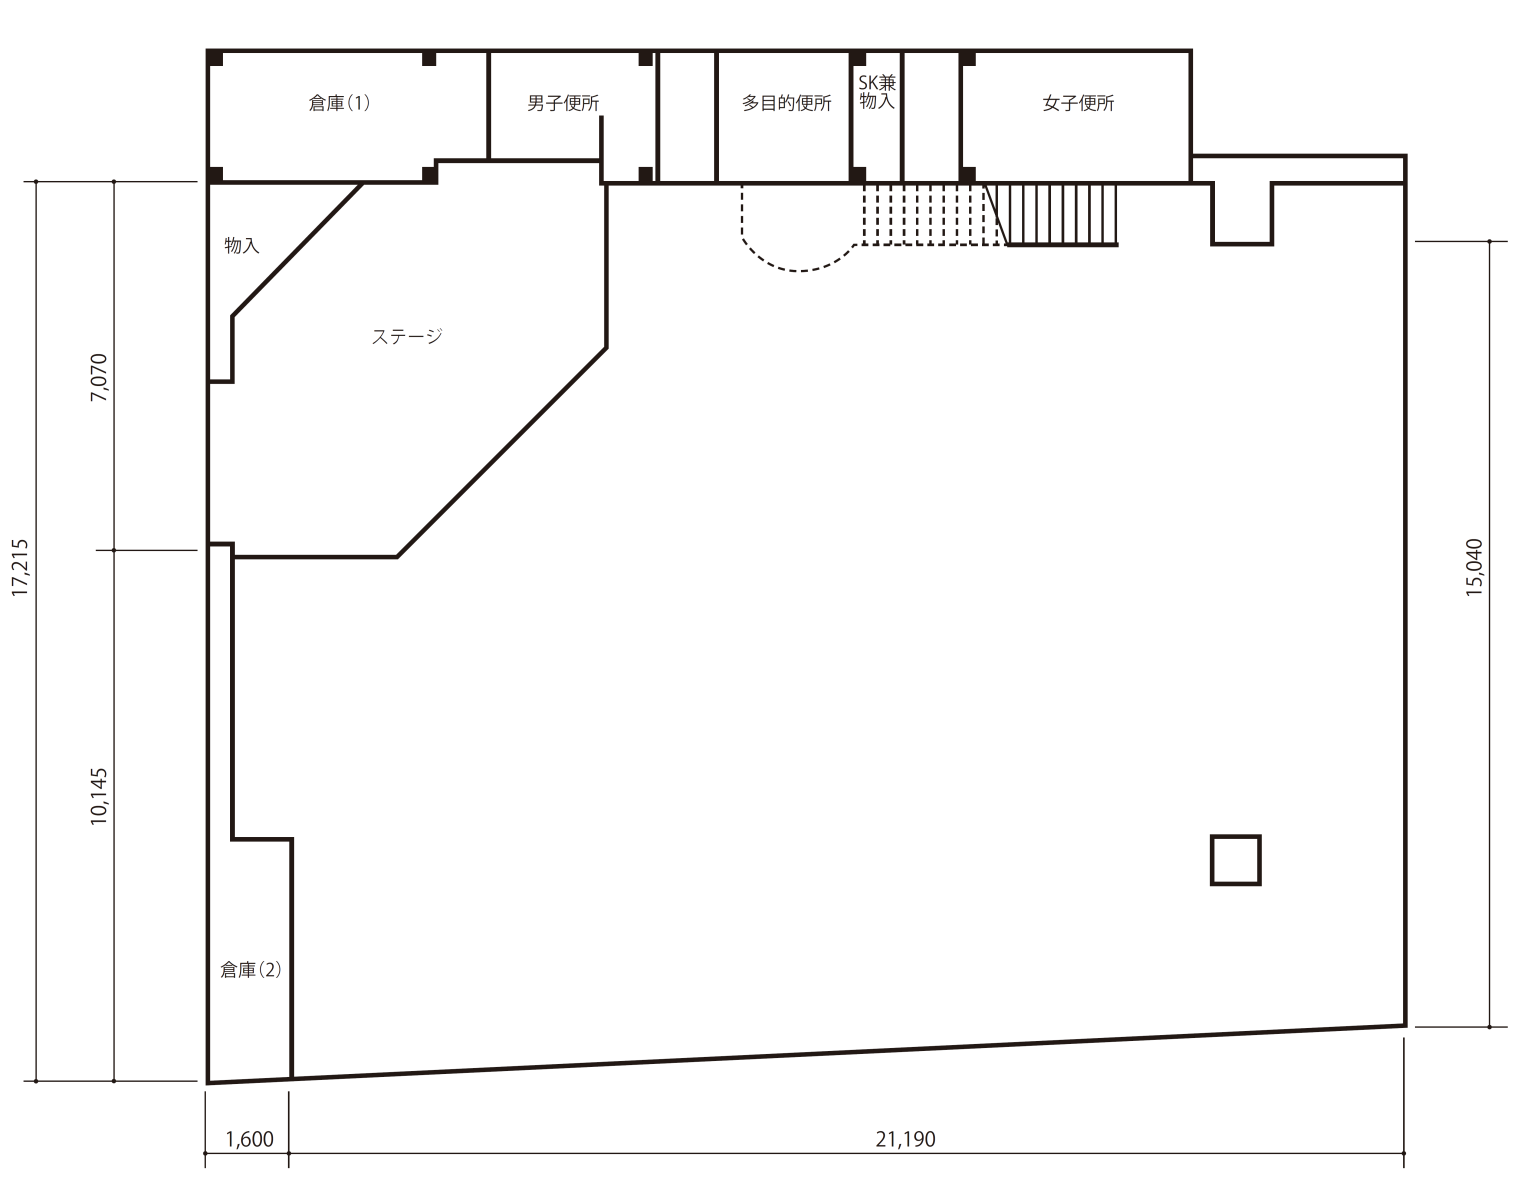 倉庫（1）
男子便所
多目的便所
SK兼
物入
女子便所
物入
ステージ
7,070
17,215
15,040
10,145
倉庫（2）
1,600
21,190